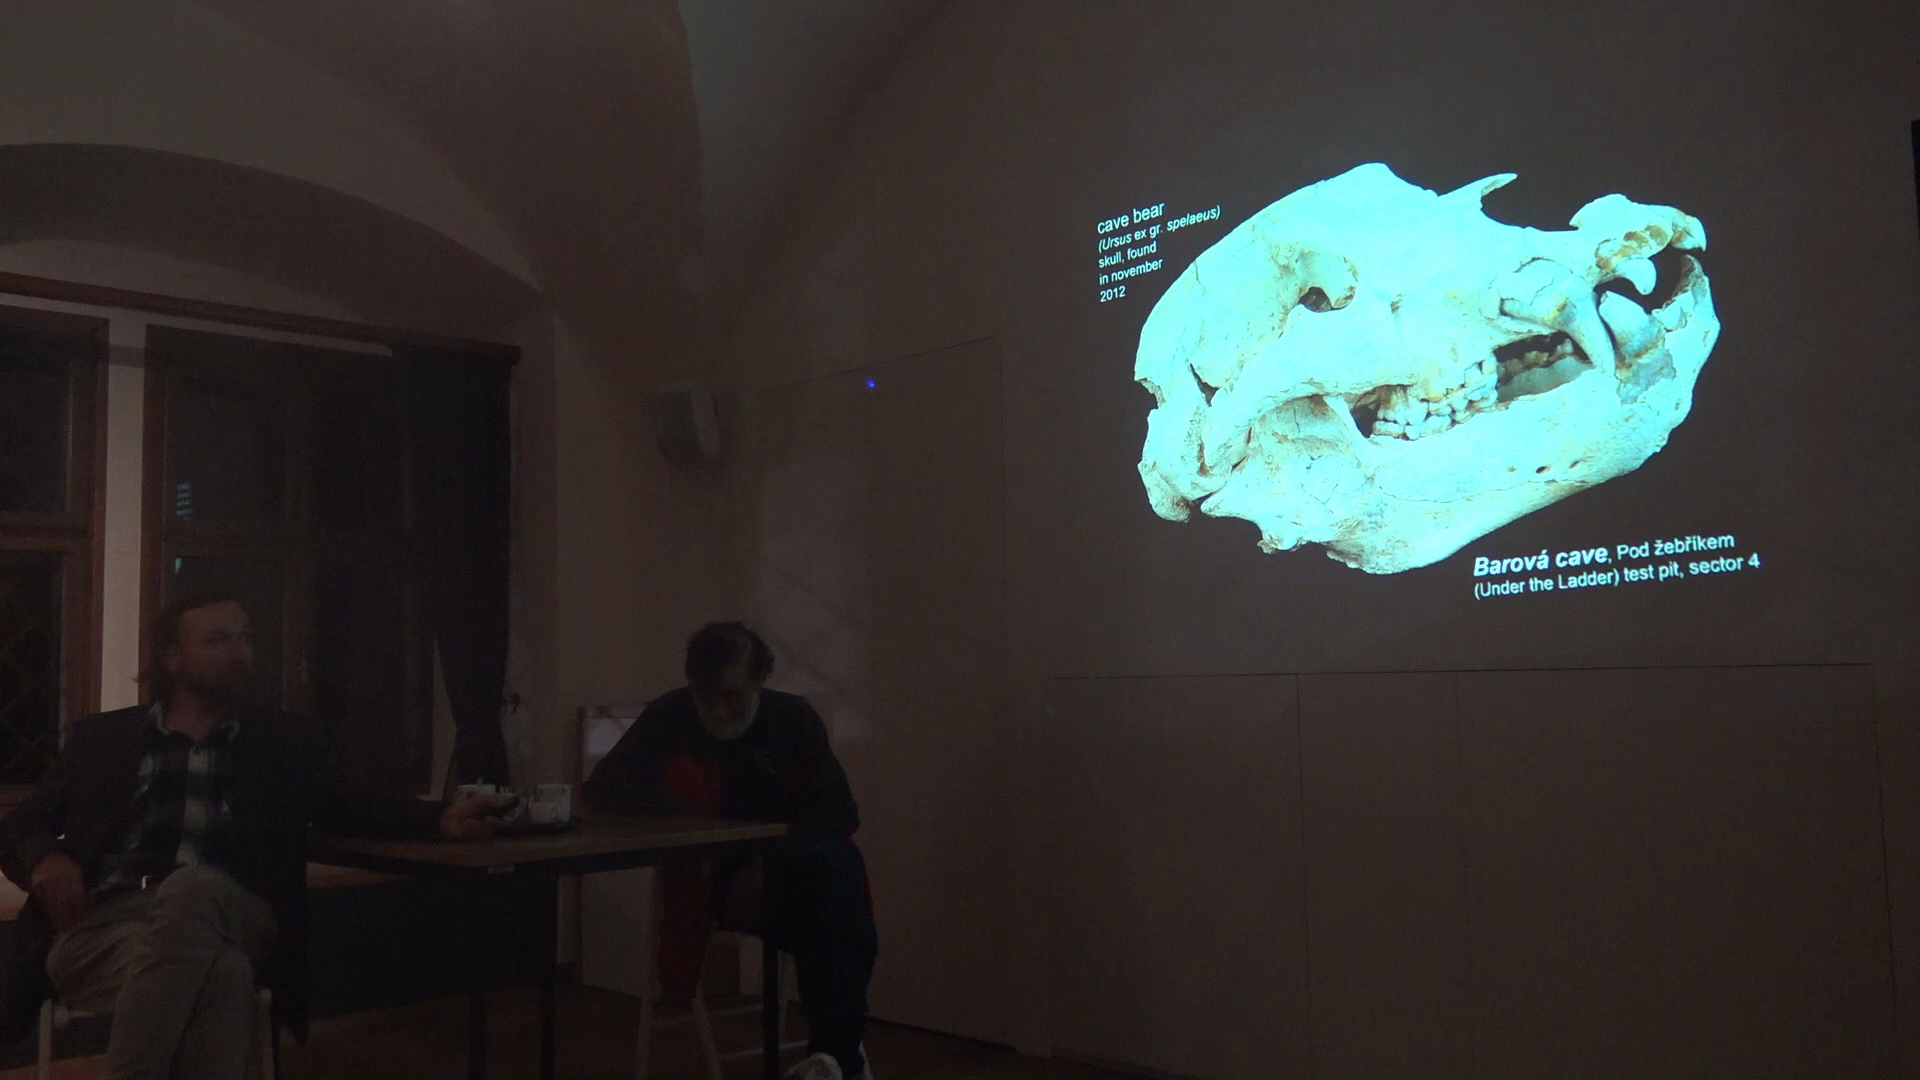 cave bear
(Ursus ex gr. spelaeus)
skull, found
in november
2012
Barová cave, Pod žebříkem
(Under the Ladder) test pit, sector 4